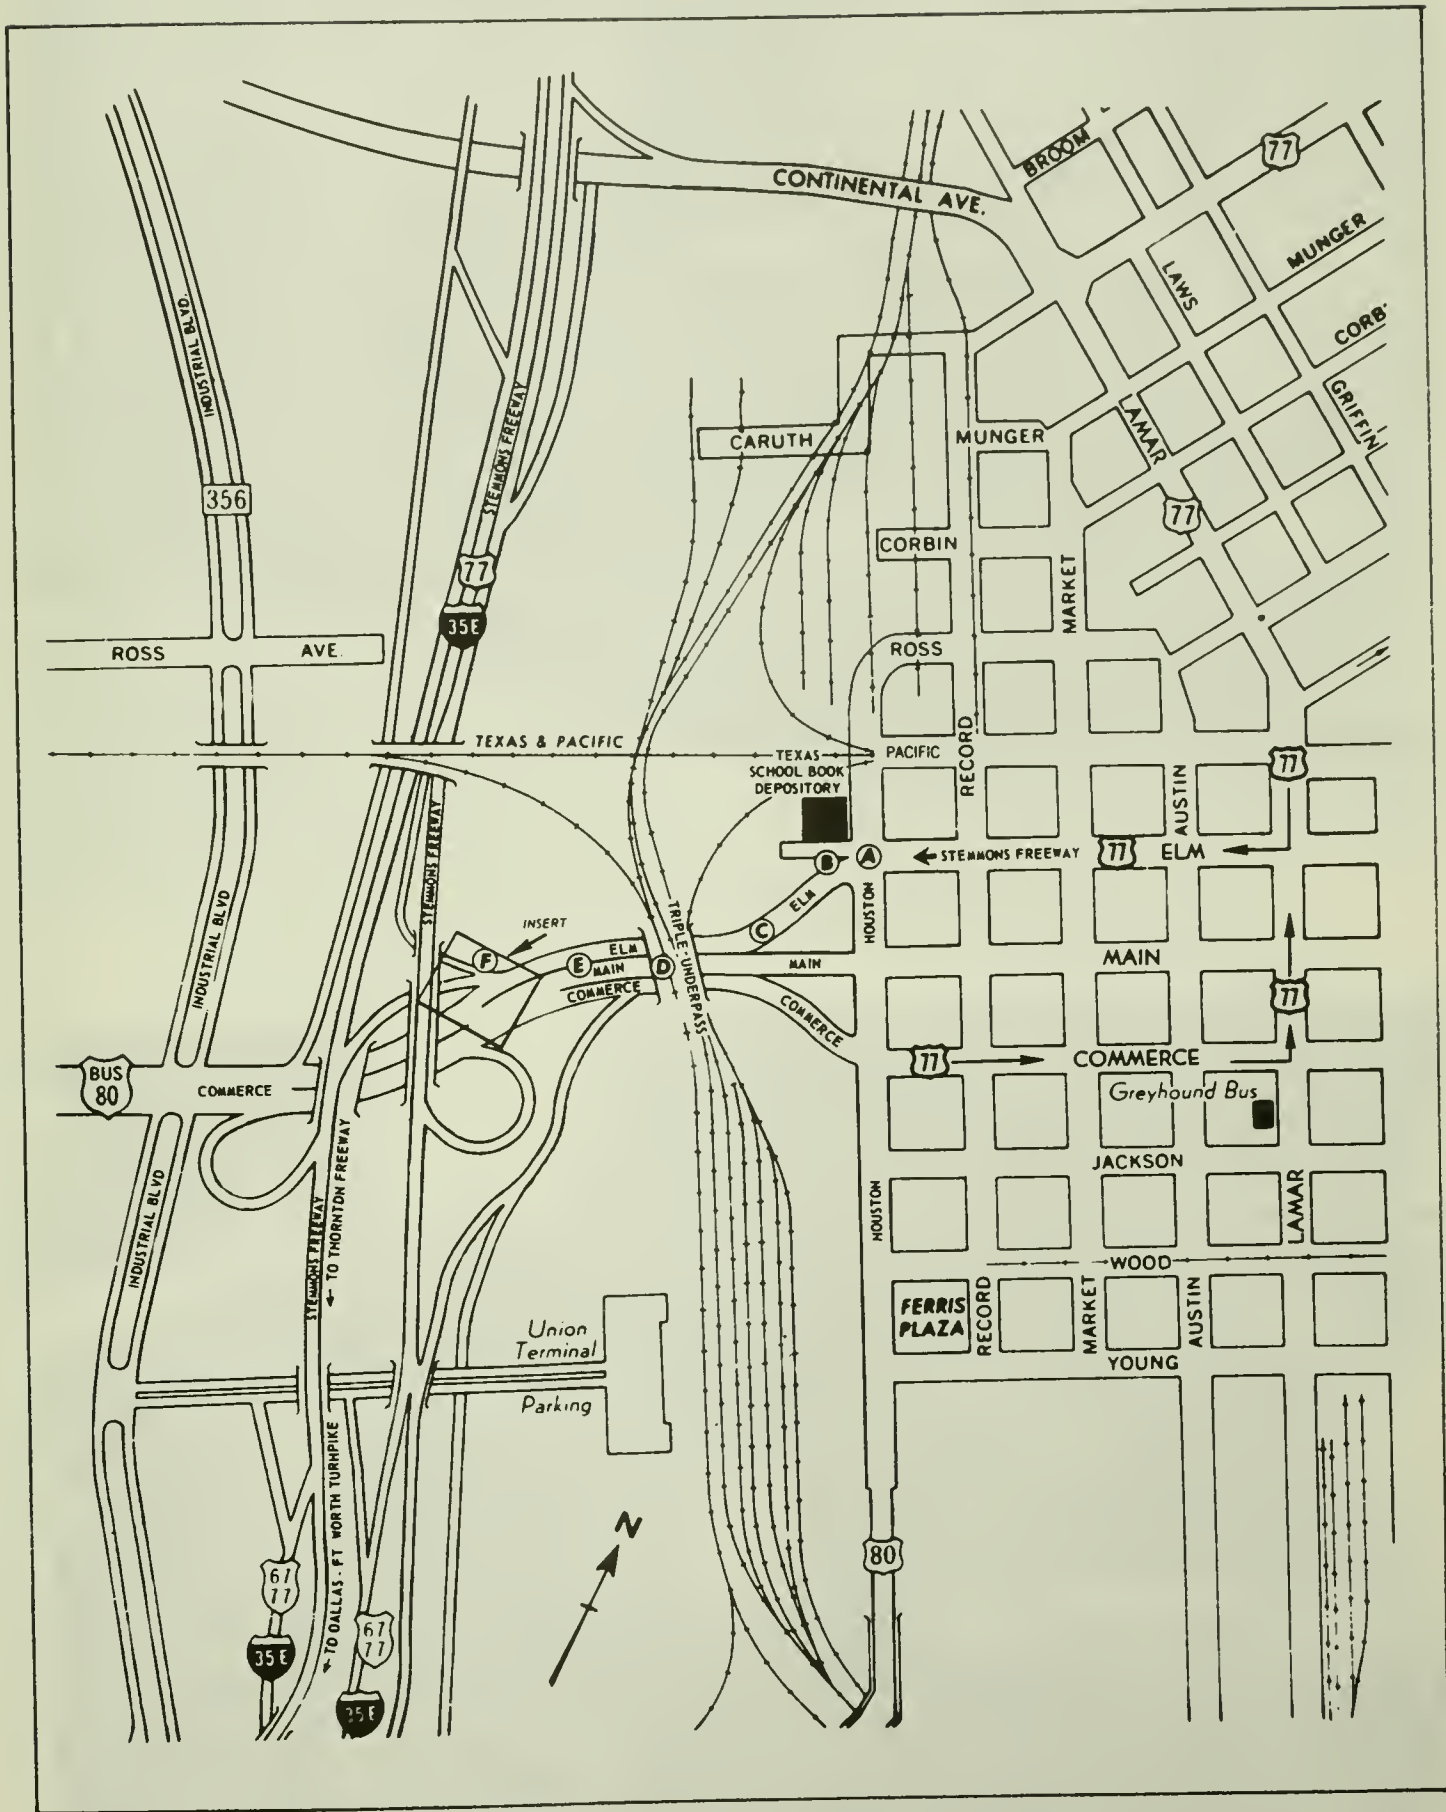 BROOM
77
CONTINENTAL AVE.
MUNGER
LAWS
CORB
INDUSTRIAL BLVD.
STEMMONS FREEWAY
GRIFFIN
LAMAR
CARUTH
MUNGER
356
77
CORBIN
77
MARKET
35E
ROSS AVE.
ROSS
TEXAS & PACIFIC
RECORD
PACIFIC
TEXAS
SCHOOL BOOK
DEPOSITORY
77
AUSTIN
STEMMONS FREEWAY
B
A
STEMMONS FREEWAY
77
ELM
ELM
HOUSTON
C
INSERT
TRIPLE UNDERPASS
INDUSTRIAL BLVD
F
E
ELM
MAIN
D
COMMERCE
MAIN
MAIN
COMMERCE
77
BUS
80
COMMERCE
77
COMMERCE
Greyhound Bus
JACKSON
INDUSTRIAL BLVD
STEMMONS FREEWAY
TO THORNTON FREEWAY
HOUSTON
LAMAR
WOOD
FERRIS
PLAZA
RECORD
MARKET
AUSTIN
Union
Terminal
YOUNG
Parking
TO DALLAS-FT WORTH TURHPIKE
N
80
67
77
67
77
35E
35E